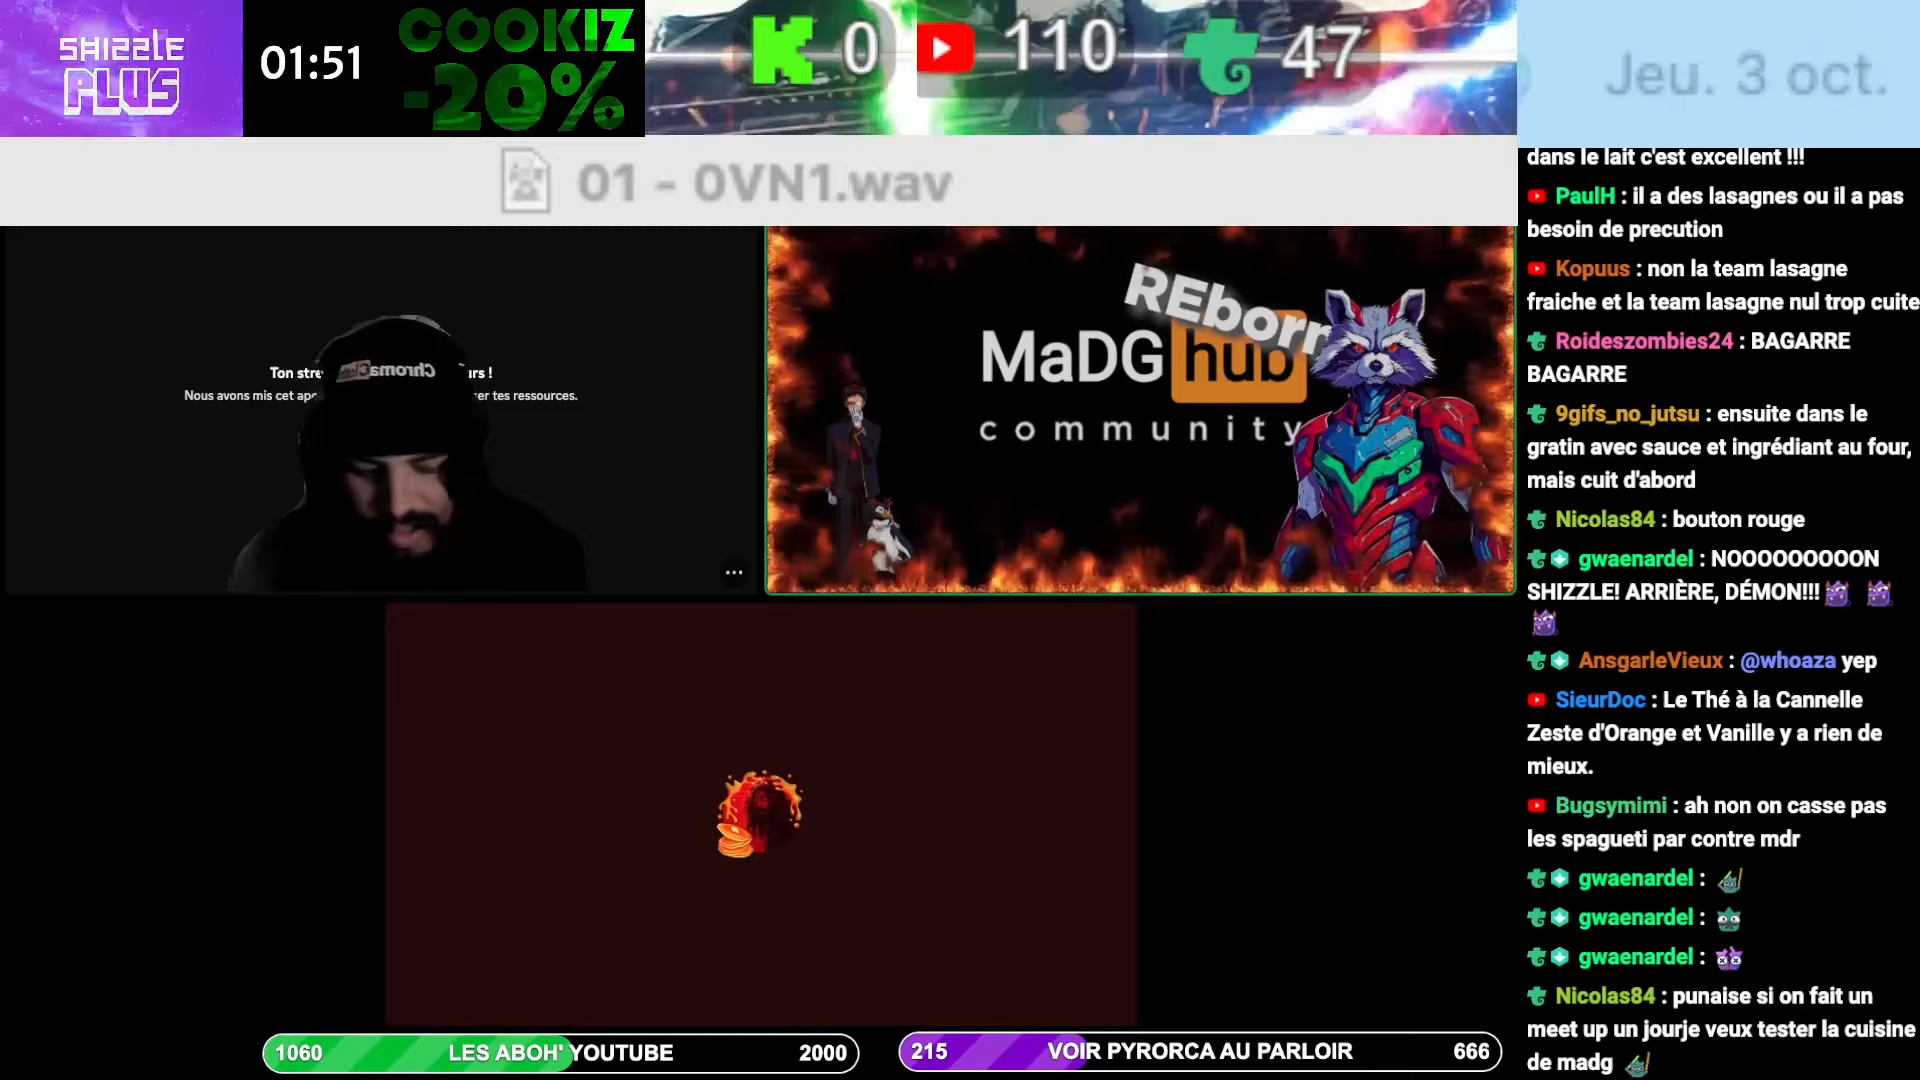 SHIZZLE
PLUS
01:51
COOKIZ
-20%
0
110
47
Jeu. 3 oct.
01 - 0VN1.wav
Ton stre
urs !
Nous avons mis cet
ser tes ressources.
Chroma
REborn
MaDG hub
community
dans le lait c'est excellent !!!
PaulH : il a des lasagnes ou il a pas
besoin de precution
Kopuus : non la team lasagne
fraiche et la team lasagne nul trop cuite
Roideszombies24 : BAGARRE
BAGARRE
9gifs_no_jutsu : ensuite dans le
gratin avec sauce et ingrédiant au four,
mais cuit d'abord
Nicolas84 : bouton rouge
gwaenardel : NOOOOOOOOON
SHIZZLE! ARRIÈRE, DÉMON!!!
AnsgarleVieux : @whoaza yep
SieurDoc : Le Thé à la Cannelle
Zeste d'Orange et Vanille y a rien de
mieux.
Bugsymimi : ah non on casse pas
les spagueti par contre mdr
gwaenardel :
gwaenardel :
gwaenardel :
Nicolas84 : punaise si on fait un
meet up un jourje veux tester la cuisine
de madg
1060 LES ABOH' YOUTUBE 2000
215 VOIR PYRORCA AU PARLOIR 666